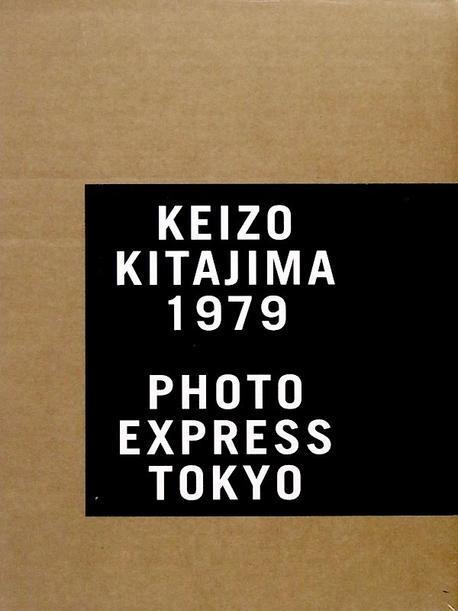 KEIZO
KITAJIMA
1979
PHOTO
EXPRESS
TOKYO